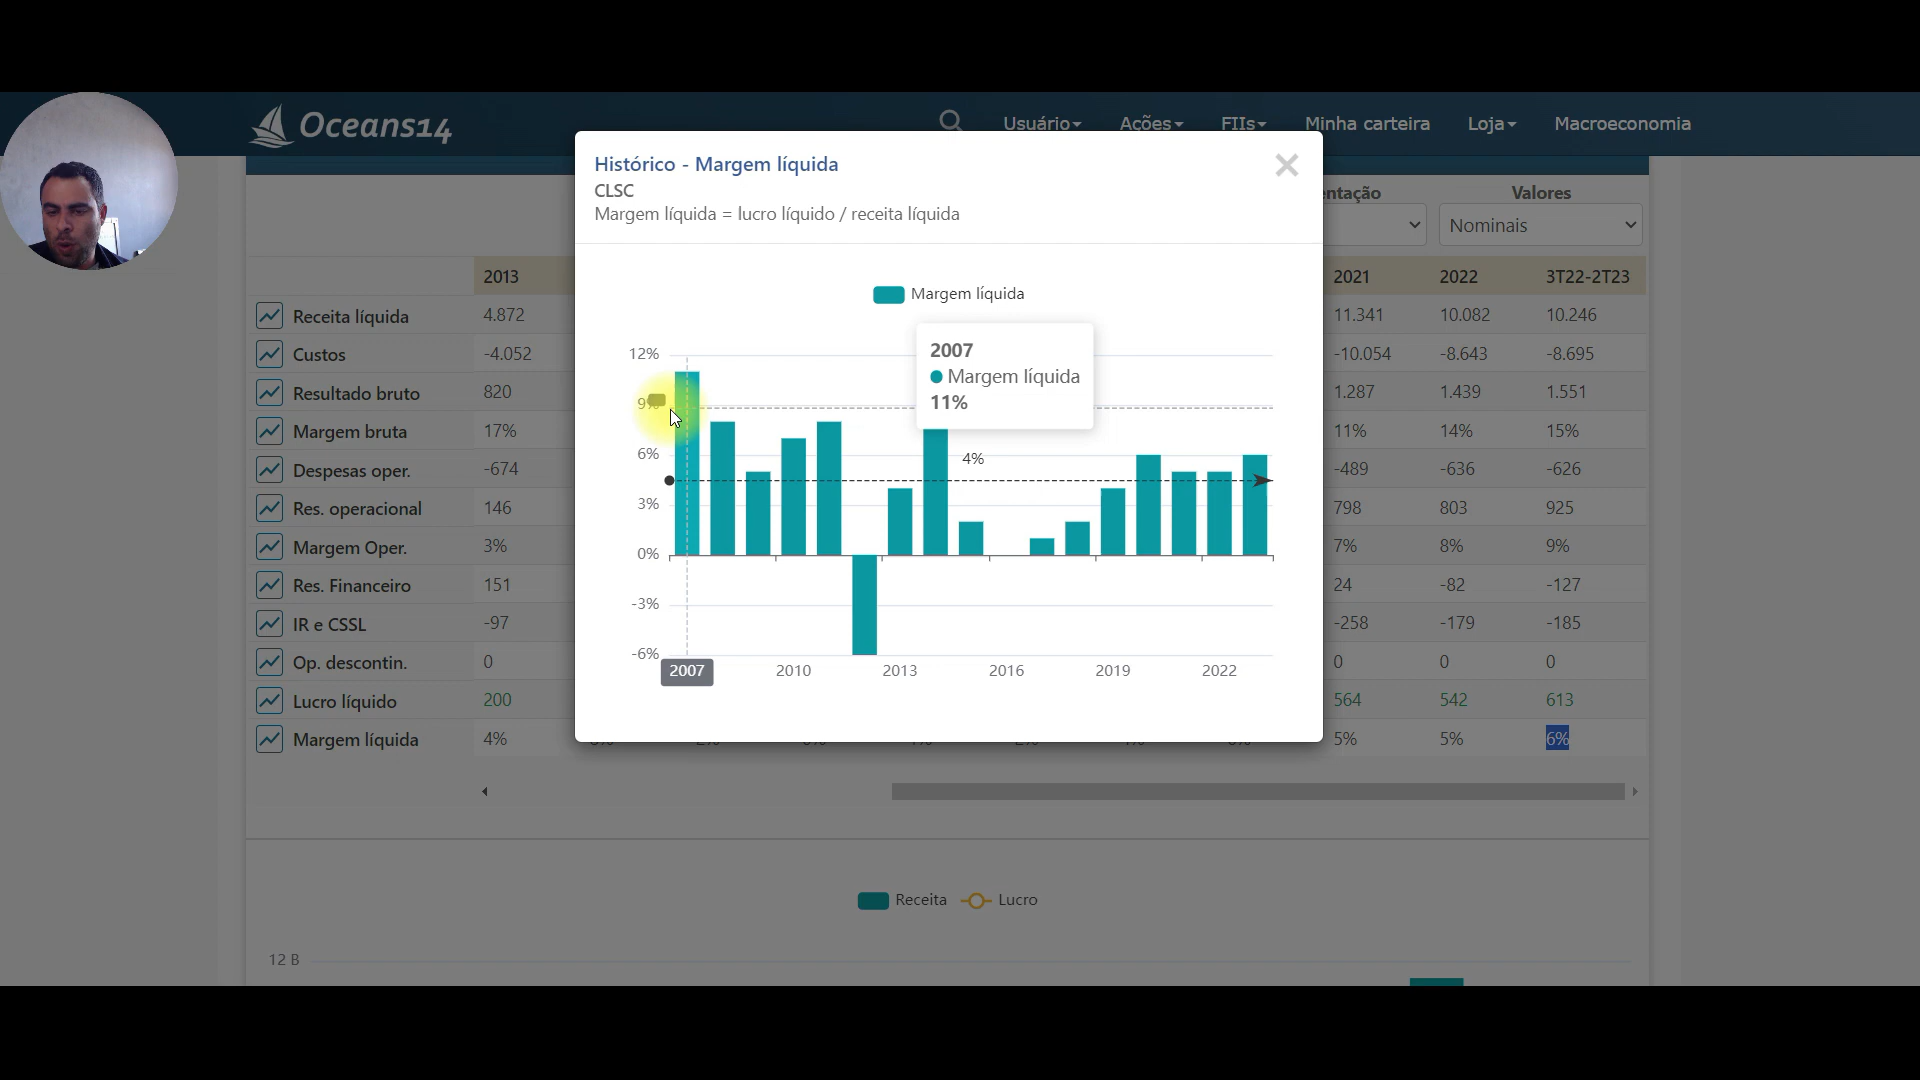 Oceans14
Usuário
Ações
FIIs
Minha carteira
Loja
Macroeconomia
Histórico - Margem líquida
CLSC
Margem líquida = lucro líquido / receita líquida
entação
Valores
Nominais
Margem líquida
2007
Margem líquida
11%
12%
9%
6%
3%
0%
-3%
-6%
4%
2007
2010
2013
2016
2019
2022
2013 2021 2022 3T22-2T23
Receita líquida 4.872 11.341 10.082 10.246
Custos -4.052 -10.054 -8.643 -8.695
Resultado bruto 820 1.287 1.439 1.551
Margem bruta 17% 11% 14% 15%
Despesas oper. -674 -489 -636 -626
Res. operacional 146 798 803 925
Margem Oper. 3% 7% 8% 9%
Res. Financeiro 151 24 -82 -127
IR e CSSL -97 -258 -179 -185
Op. descontin. 0 0 0 0
Lucro líquido 200 564 542 613
Margem líquida 4% 5% 5% 6%
Receita
Lucro
12 B